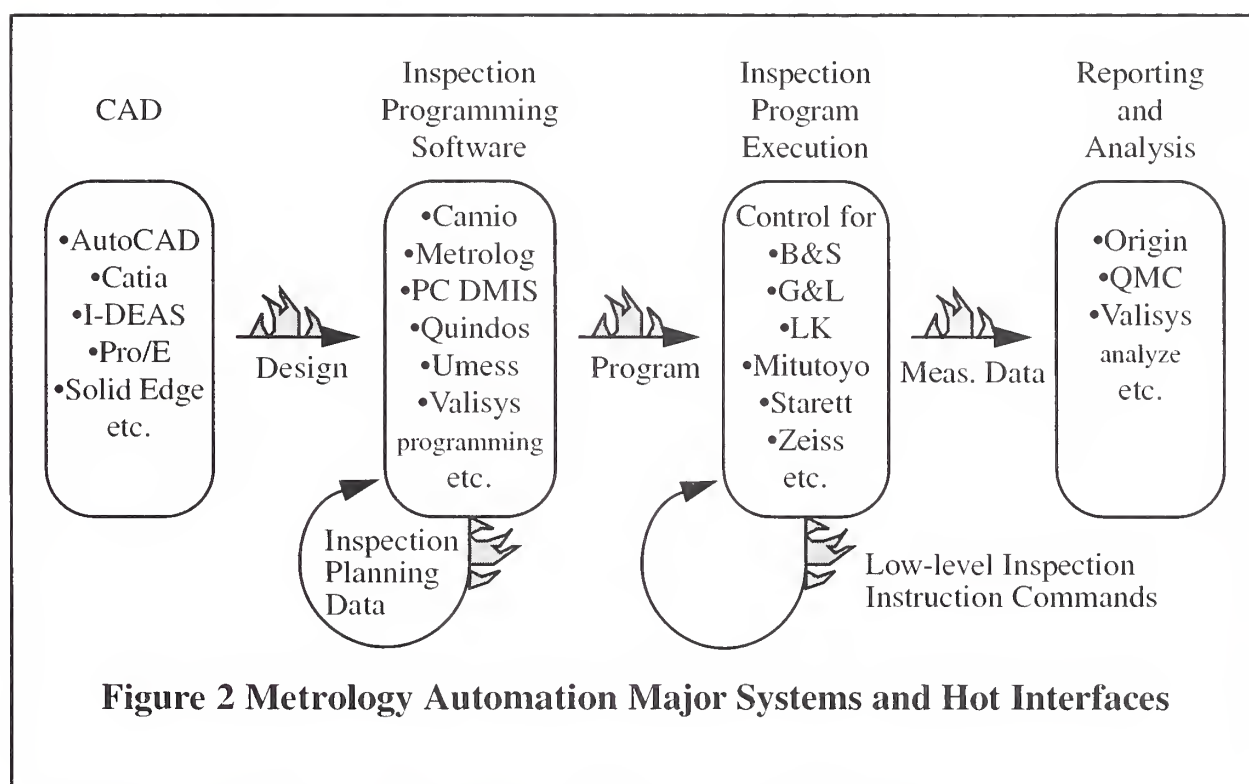 CAD
Inspection
Programming
Software
Inspection
Program
Execution
Reporting
and
Analysis
•AutoCAD
•Catia
•I-DEAS
•Pro/E
•Solid Edge
etc.
Design
•Camio
•Metrolog
•PC DMIS
•Quindos
•Umess
•Valisys
programming
etc.
Program
Control for
•B&S
•G&L
•LK
•Mitutoyo
•Starett
•Zeiss
etc.
Meas. Data
•Origin
•QMC
•Valisys
analyze
etc.
Inspection
Planning
Data
Low-level Inspection
Instruction Commands
Figure 2 Metrology Automation Major Systems and Hot Interfaces